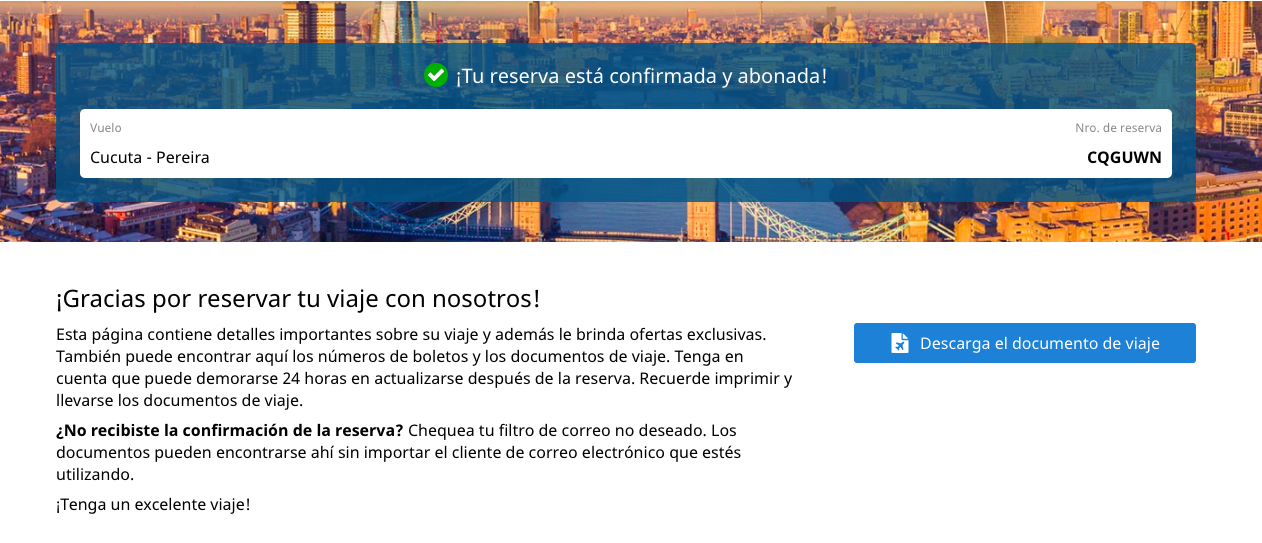 ¡Tu reserva está confirmada y abonada!
Vuelo
Nro. de reserva
Cucuta - Pereira
CQGUWN
¡Gracias por reservar tu viaje con nosotros!
Esta página contiene detalles importantes sobre su viaje y además le brinda ofertas exclusivas.
También puede encontrar aquí los números de boletos y los documentos de viaje. Tenga en
cuenta que puede demorarse 24 horas en actualizarse después de la reserva. Recuerde imprimir y
llevarse los documentos de viaje.
¿No recibiste la confirmación de la reserva? Chequea tu filtro de correo no deseado. Los
documentos pueden encontrarse ahí sin importar el cliente de correo electrónico que estés
utilizando.
¡Tenga un excelente viaje!
Descarga el documento de viaje